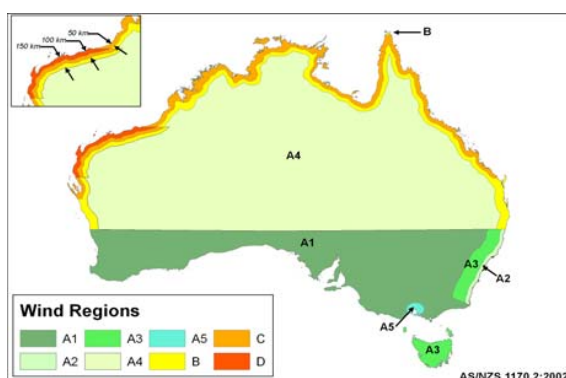 50 km
100 km
150 km
B
A4
A1
A3
A2
A5
A3
Wind Regions
A1 A3 A5 C
A2 A4 B D
AS/NZS 1170.2:2002